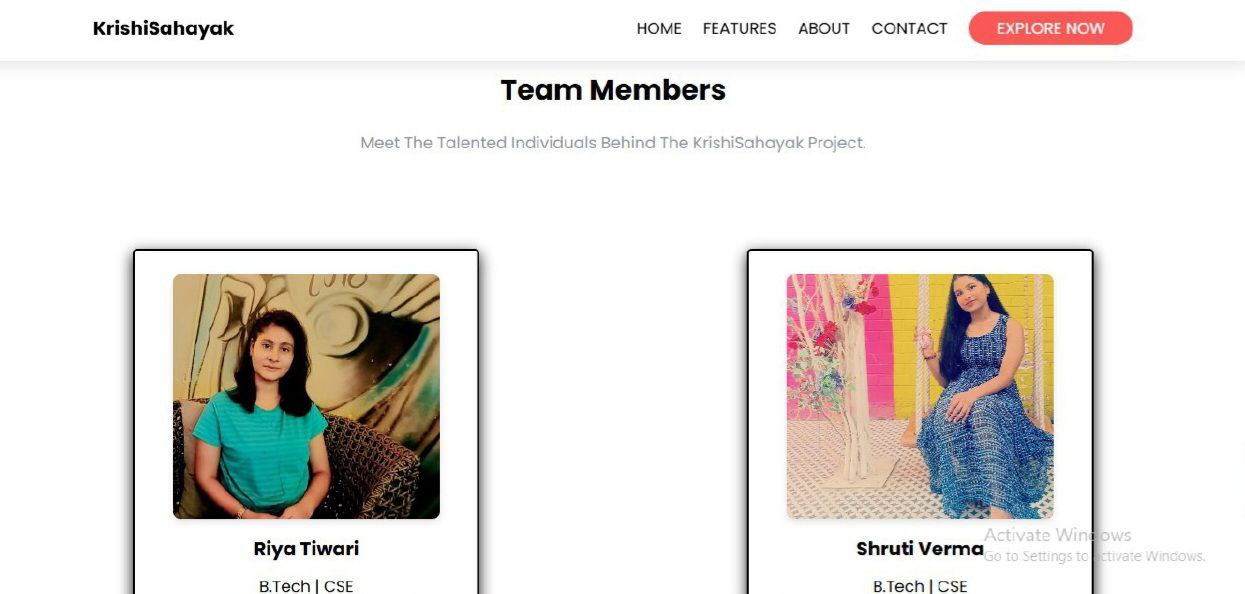 KrishiSahayak HOME FEATURES ABOUT CONTACT EXPLORE NOW
Team Members
Meet The Talented Individuals Behind The KrishiSahayak Project.
Riya Tiwari
Shruti Verma
Activate Windows
Go to Settings to activate Windows.
B.Tech | CSE
B.Tech | CSE